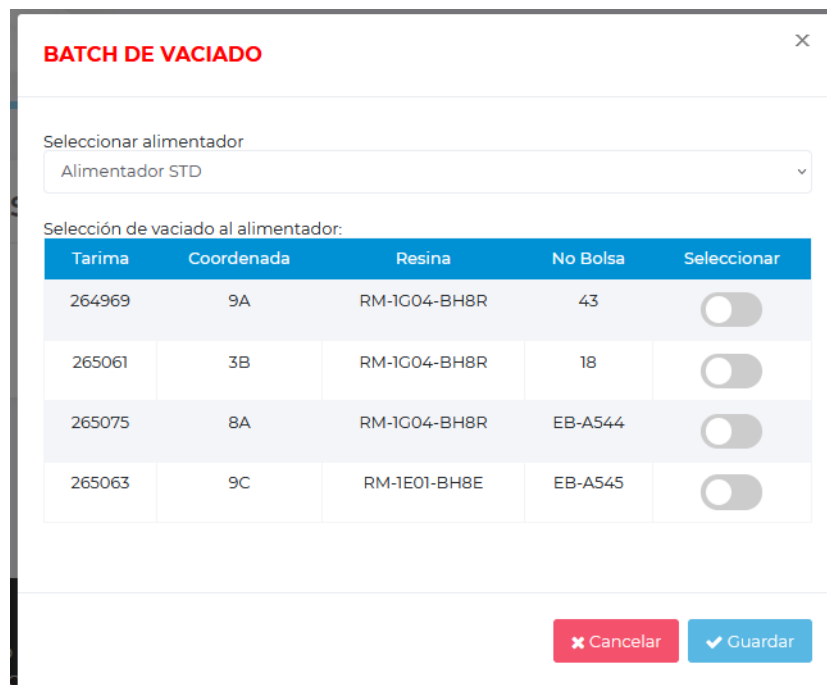 BATCH DE VACIADO
×
Seleccionar alimentador
Alimentador STD
Selección de vaciado al alimentador:
Tarima Coordenada Resina No Bolsa Seleccionar
264969 9A RM-1G04-BH8R 43
265061 3B RM-1G04-BH8R 18
265075 8A RM-1G04-BH8R EB-A544
265063 9C RM-1E01-BH8E EB-A545
Cancelar Guardar